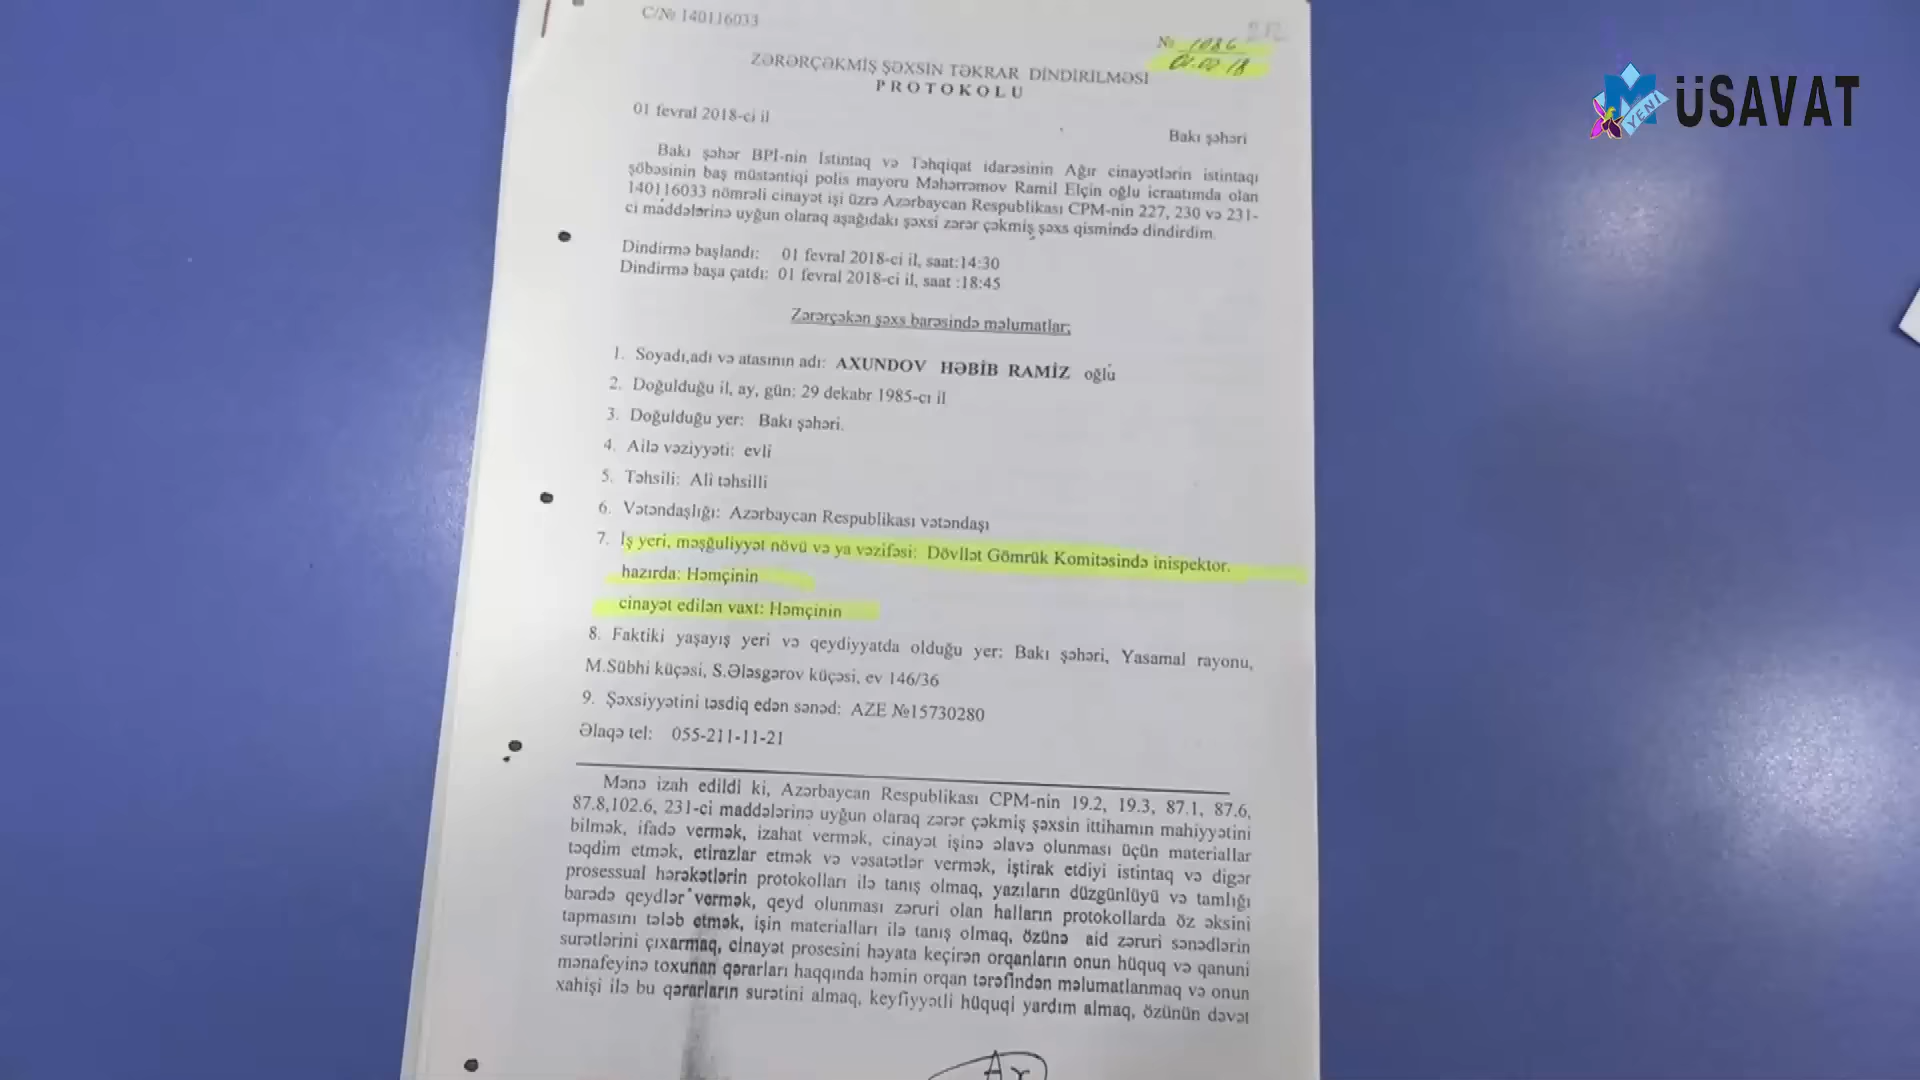 C/№ 140116033
№ 1086
01.02.18
ZƏRƏRÇƏKMİŞ ŞƏXSİN TƏKRAR DİNDİRİLMƏSİ
PROTOKOLU
01 fevral 2018-ci il
Bakı şəhəri
Bakı şəhər BPİ-nin İstintaq və Təhqiqat idarəsinin Ağır cinayətlərin istintaqı
şöbəsinin baş müstəntiqi polis mayoru Məhərrəmov Ramil Elçin oğlu icraatımda olan
140116033 nömrəli cinayət işi üzrə Azərbaycan Respublikası CPM-nin 227, 230 və 231-
ci maddələrinə uyğun olaraq aşağıdakı şəxsi zərər çəkmiş şəxs qismində dindirdim.
Dindirmə başlandı: 01 fevral 2018-ci il, saat:14:30
Dindirmə başa çatdı: 01 fevral 2018-ci il, saat :18:45
Zərərçəkən şəxs barəsində məlumatlar;
1. Soyadı,adı və atasının adı: AXUNDOV HƏBİB RAMİZ oğlu
2. Doğulduğu il, ay, gün: 29 dekabr 1985-cı il
3. Doğulduğu yer: Bakı şəhəri.
4. Ailə vəziyyəti: evli
5. Təhsili: Ali təhsilli
6. Vətəndaşlığı: Azərbaycan Respublikası vətəndaşı
7. İş yeri, məşğuliyyət növü və ya vəzifəsi: Dövllət Gömrük Komitəsində inispektor.
hazırda: Həmçinin
cinayət edilən vaxt: Həmçinin
8. Faktiki yaşayış yeri və qeydiyyatda olduğu yer: Bakı şəhəri, Yasamal rayonu,
M.Sübhi küçəsi, S.Ələsgərov küçəsi, ev 146/36
9. Şəxsiyyətini təsdiq edən sənəd: AZE №15730280
Əlaqə tel: 055-211-11-21
Mənə izah edildi ki, Azərbaycan Respublikası CPM-nin 19.2, 19.3, 87.1, 87.6,
87.8,102.6, 231-ci maddələrinə uyğun olaraq zərər çəkmiş şəxsin ittihamın mahiyyətini
bilmək, ifadə vermək, izahat vermək, cinayət işinə əlavə olunması üçün materiallar
təqdim etmək, etirazlar etmək və vəsatətlər vermək, iştirak etdiyi istintaq və digər
prosessual hərəkətlərin protokolları ilə tanış olmaq, yazıların düzgünlüyü və tamlığı
barədə qeydlər vermək, qeyd olunması zəruri olan halların protokollarda öz əksini
tapmasını tələb etmək, işin materialları ilə tanış olmaq, özünə aid zəruri sənədlərin
surətlərini çıxarmaq, cinayət prosesini həyata keçirən orqanların onun hüquq və qanuni
mənafeyinə toxunan qərarları haqqında həmin orqan tərəfindən məlumatlanmaq və onun
xahişi ilə bu qərarların surətini almaq, keyfiyyətli hüquqi yardım almaq, özünün dəvət
YENİ MÜSAVAT